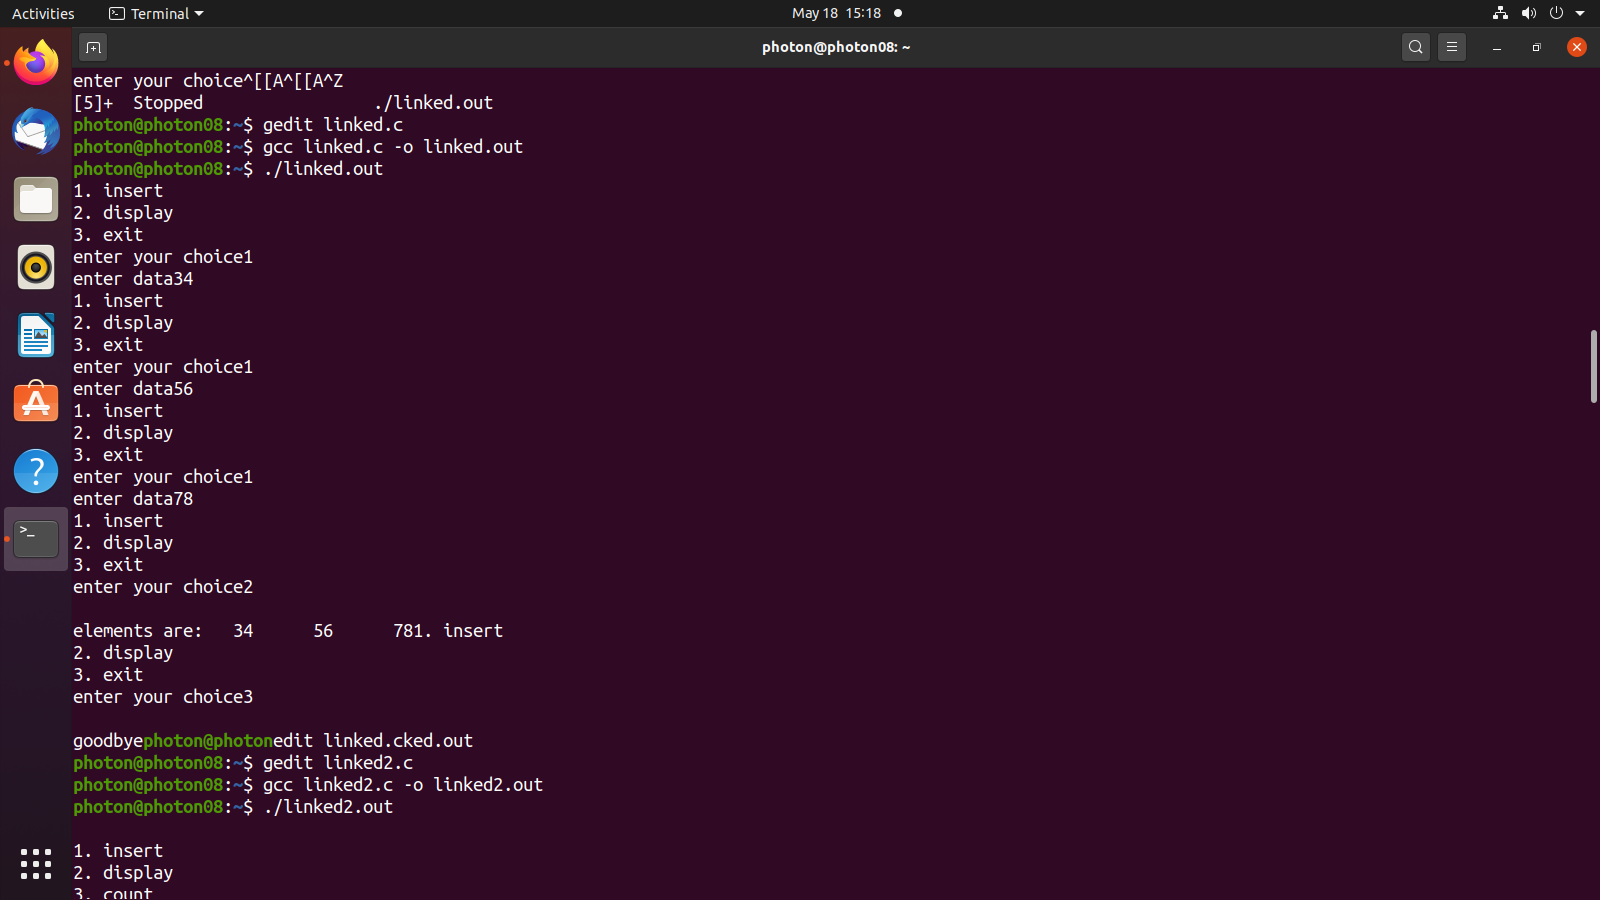 Activities Terminal May 18 15:18
photon@photon08: ~
enter your choice^[[A^[[A^Z
[5]+  Stopped                 ./linked.out
photon@photon08:~$ gedit linked.c
photon@photon08:~$ gcc linked.c -o linked.out
photon@photon08:~$ ./linked.out
1. insert
2. display
3. exit
enter your choice1
enter data34
1. insert
2. display
3. exit
enter your choice1
enter data56
1. insert
2. display
3. exit
enter your choice1
enter data78
1. insert
2. display
3. exit
enter your choice2
elements are:   34      56      781. insert
2. display
3. exit
enter your choice3
goodbyephoton@photonedit linked.cked.out
photon@photon08:~$ gedit linked2.c
photon@photon08:~$ gcc linked2.c -o linked2.out
photon@photon08:~$ ./linked2.out
1. insert
2. display
3. count